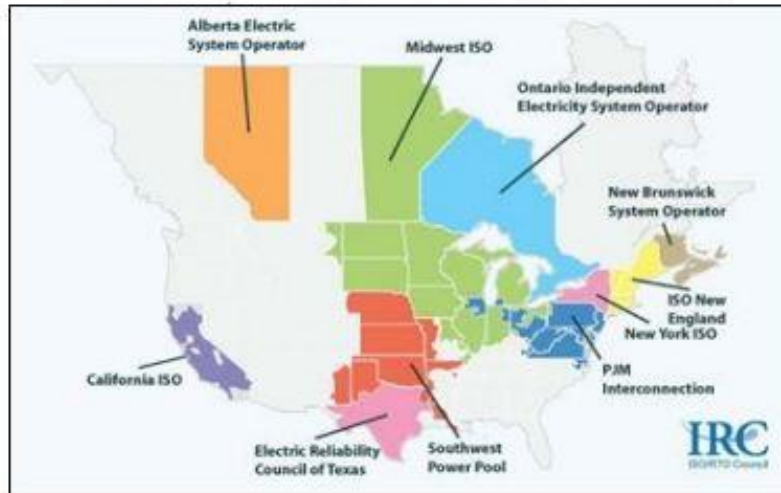 Alberta Electric
System Operator
Midwest ISO
Ontario Independent
Electricity System Operator
New Brunswick
System Operator
ISO New
England
New York ISO
PJM
Interconnection
California ISO
Electric Reliability
Council of Texas
Southwest
Power Pool
IRC
ISO/RTO Council